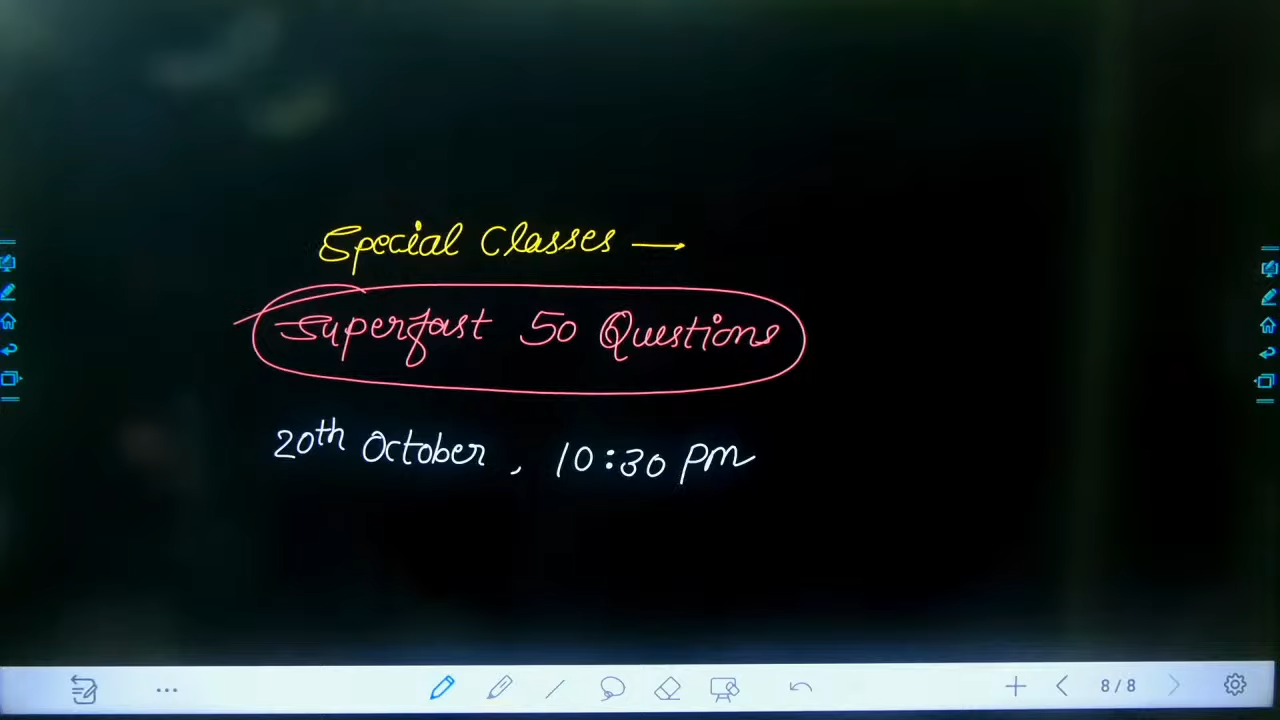 Special Classes →
Superfast 50 Questions
20th October, 10:30 pm
8/8